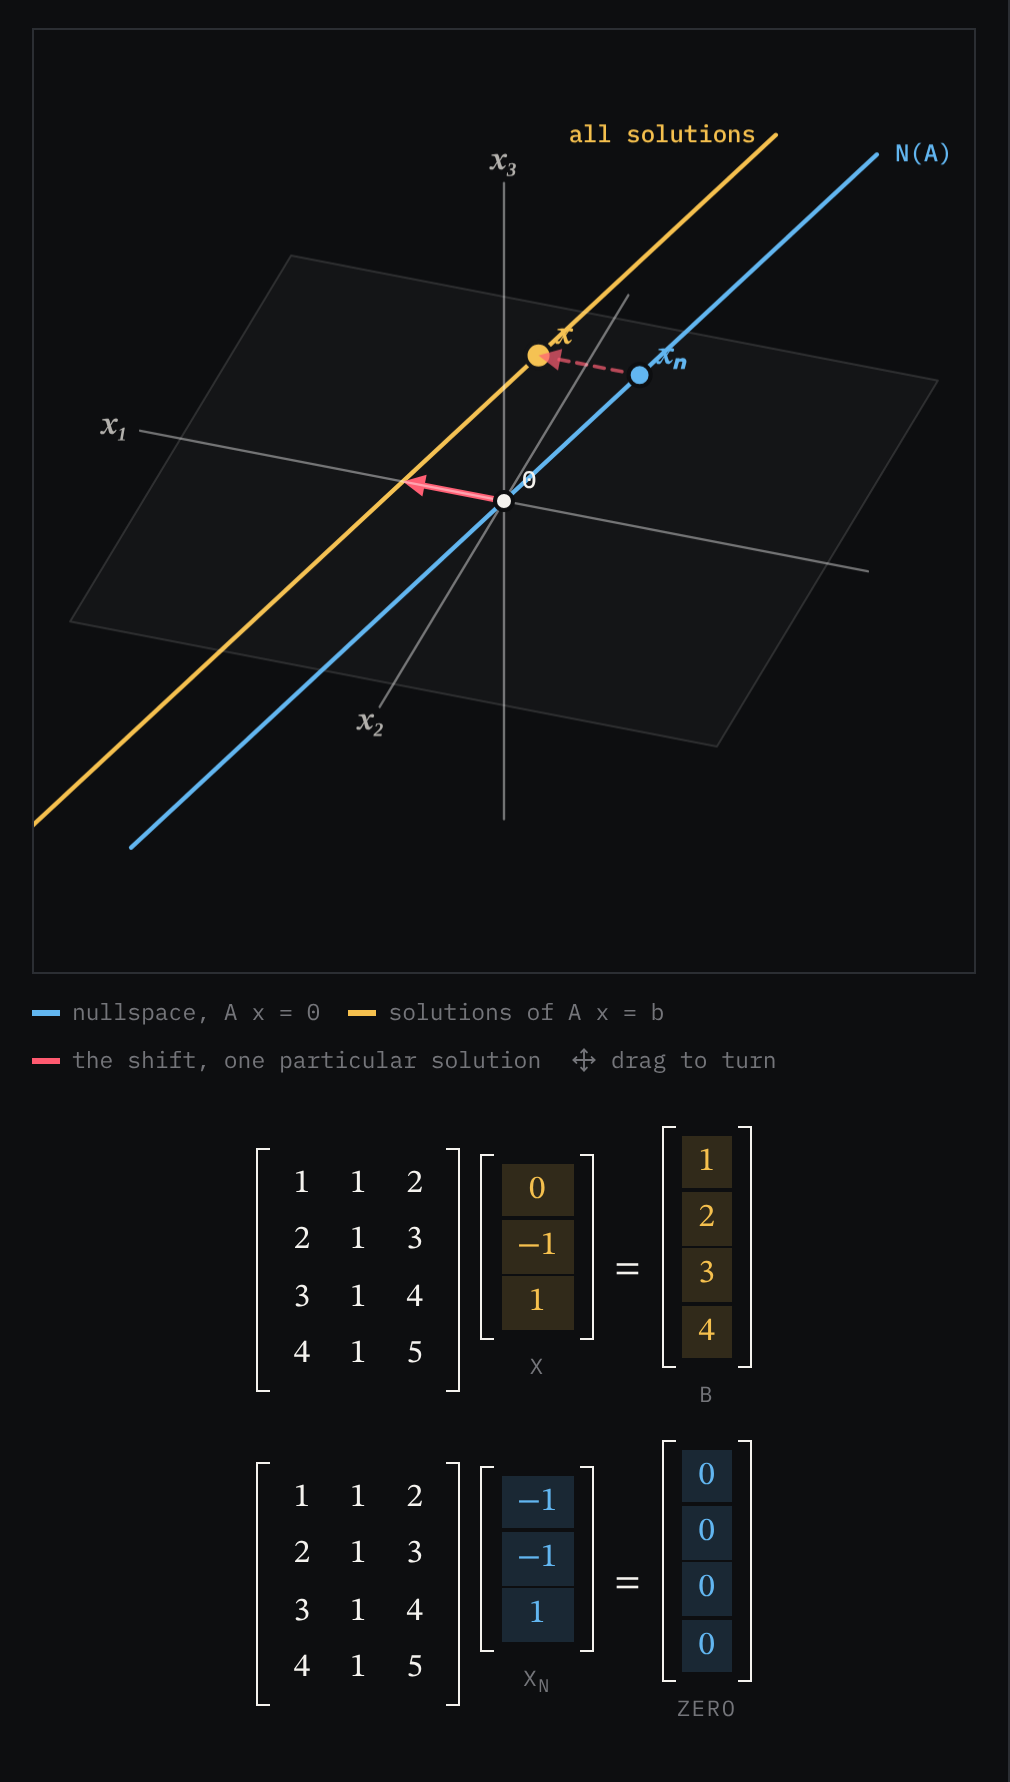 all solutions
N(A)
x₃
x
xₙ
x₁
0
x₂
nullspace, A x = 0 solutions of A x = b
the shift, one particular solution drag to turn
1 1 2
2 1 3
3 1 4
4 1 5
0
−1
1
X
=
1
2
3
4
B
1 1 2
2 1 3
3 1 4
4 1 5
−1
−1
1
X_N
=
0
0
0
0
ZERO